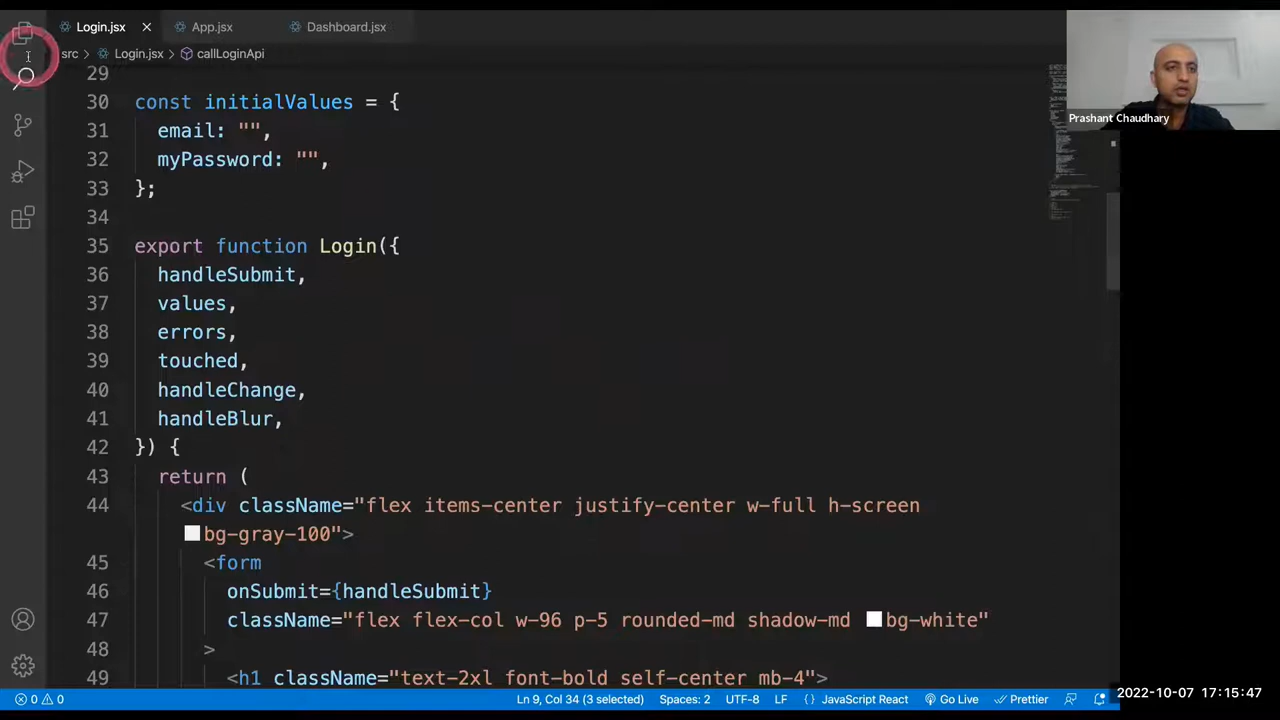 Login.jsx App.jsx Dashboard.jsx
src Login.jsx callLoginApi
Prashant Chaudhary
29
30 const initialValues = {
31 email: "",
32 myPassword: "",
33 };
34
35 export function Login({
36 handleSubmit,
37 values,
38 errors,
39 touched,
40 handleChange,
41 handleBlur,
42 }) {
43 return (
44 <div className="flex items-center justify-center w-full h-screen
bg-gray-100">
45 <form
46 onSubmit={handleSubmit}
47 className="flex flex-col w-96 p-5 rounded-md shadow-md bg-white"
48 >
49 <h1 className="text-2xl font-bold self-center mb-4">
0 0 Ln 9, Col 34 (3 selected) Spaces: 2 UTF-8 LF {} JavaScript React Go Live Prettier
2022-10-07 17:15:47